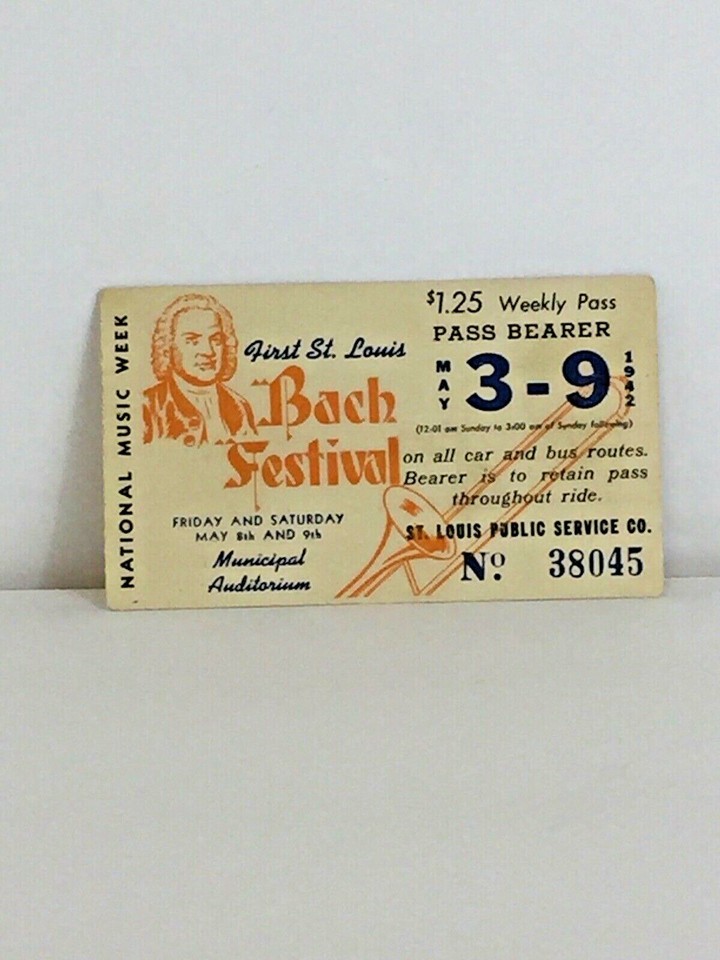 NATIONAL MUSIC WEEK
First St. Louis
Bach
Festival
FRIDAY AND SATURDAY
MAY 8th AND 9th
Municipal
Auditorium
$1.25 Weekly Pass
PASS BEARER
MAY 3-9 1942
(12:01 am Sunday to 3:00 am of Sunday following)
on all car and bus routes.
Bearer is to retain pass
throughout ride.
ST. LOUIS PUBLIC SERVICE CO.
Nº 38045